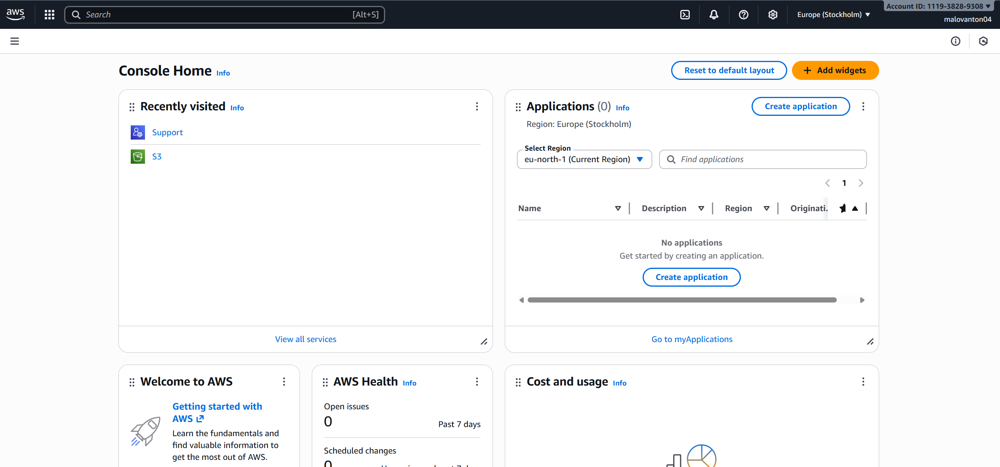 aws
Search
[Alt+S]
Europe (Stockholm)
Account ID: 1119-3828-9308
malovanton04
Console Home Info
Reset to default layout
Add widgets
Recently visited Info
Support
S3
View all services
Applications (0) Info
Create application
Region: Europe (Stockholm)
Select Region
eu-north-1 (Current Region)
Find applications
1
Name
Description
Region
Originati.
No applications
Get started by creating an application.
Create application
Go to myApplications
Welcome to AWS
Getting started with
AWS
Learn the fundamentals and
find valuable information to
get the most out of AWS.
AWS Health Info
Open issues
0
Past 7 days
Scheduled changes
0
Cost and usage Info